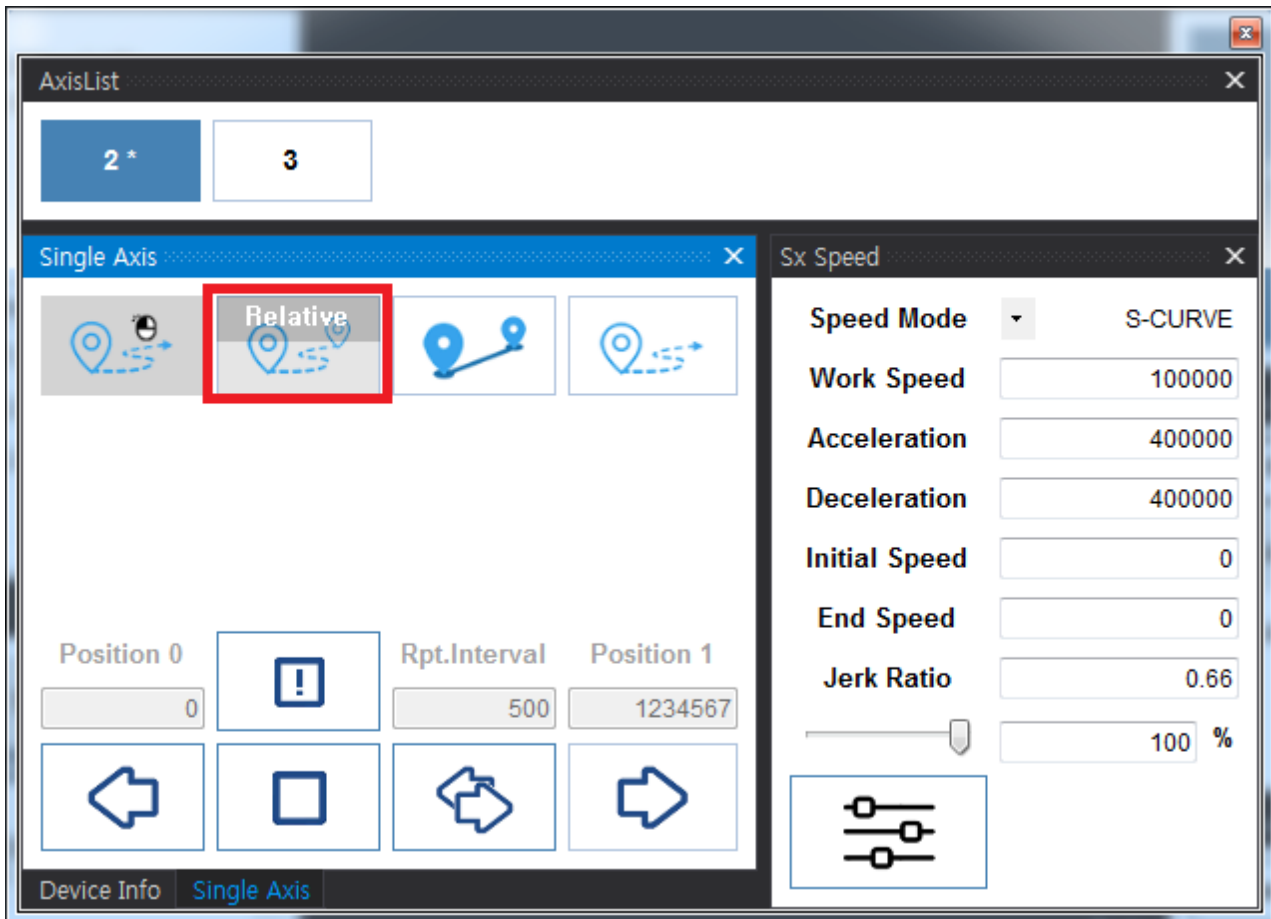 AxisList
2 *
3
Single Axis
Relative
Position 0
Rpt.Interval
Position 1
0
500
1234567
Device Info
Single Axis
Sx Speed
Speed Mode
S-CURVE
Work Speed
100000
Acceleration
400000
Deceleration
400000
Initial Speed
0
End Speed
0
Jerk Ratio
0.66
100 %